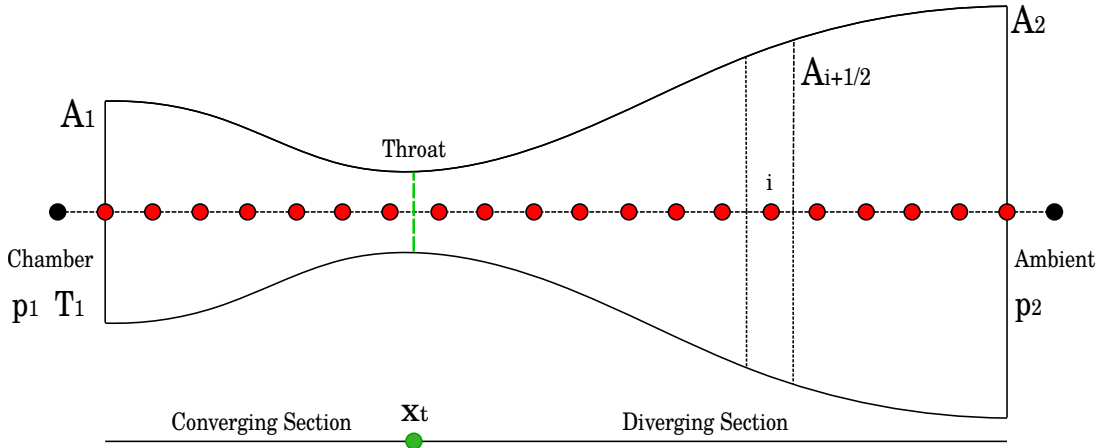 A2
A1
Ai+1/2
Throat
i
Chamber
Ambient
p1 T1
p2
Converging Section
xt
Diverging Section